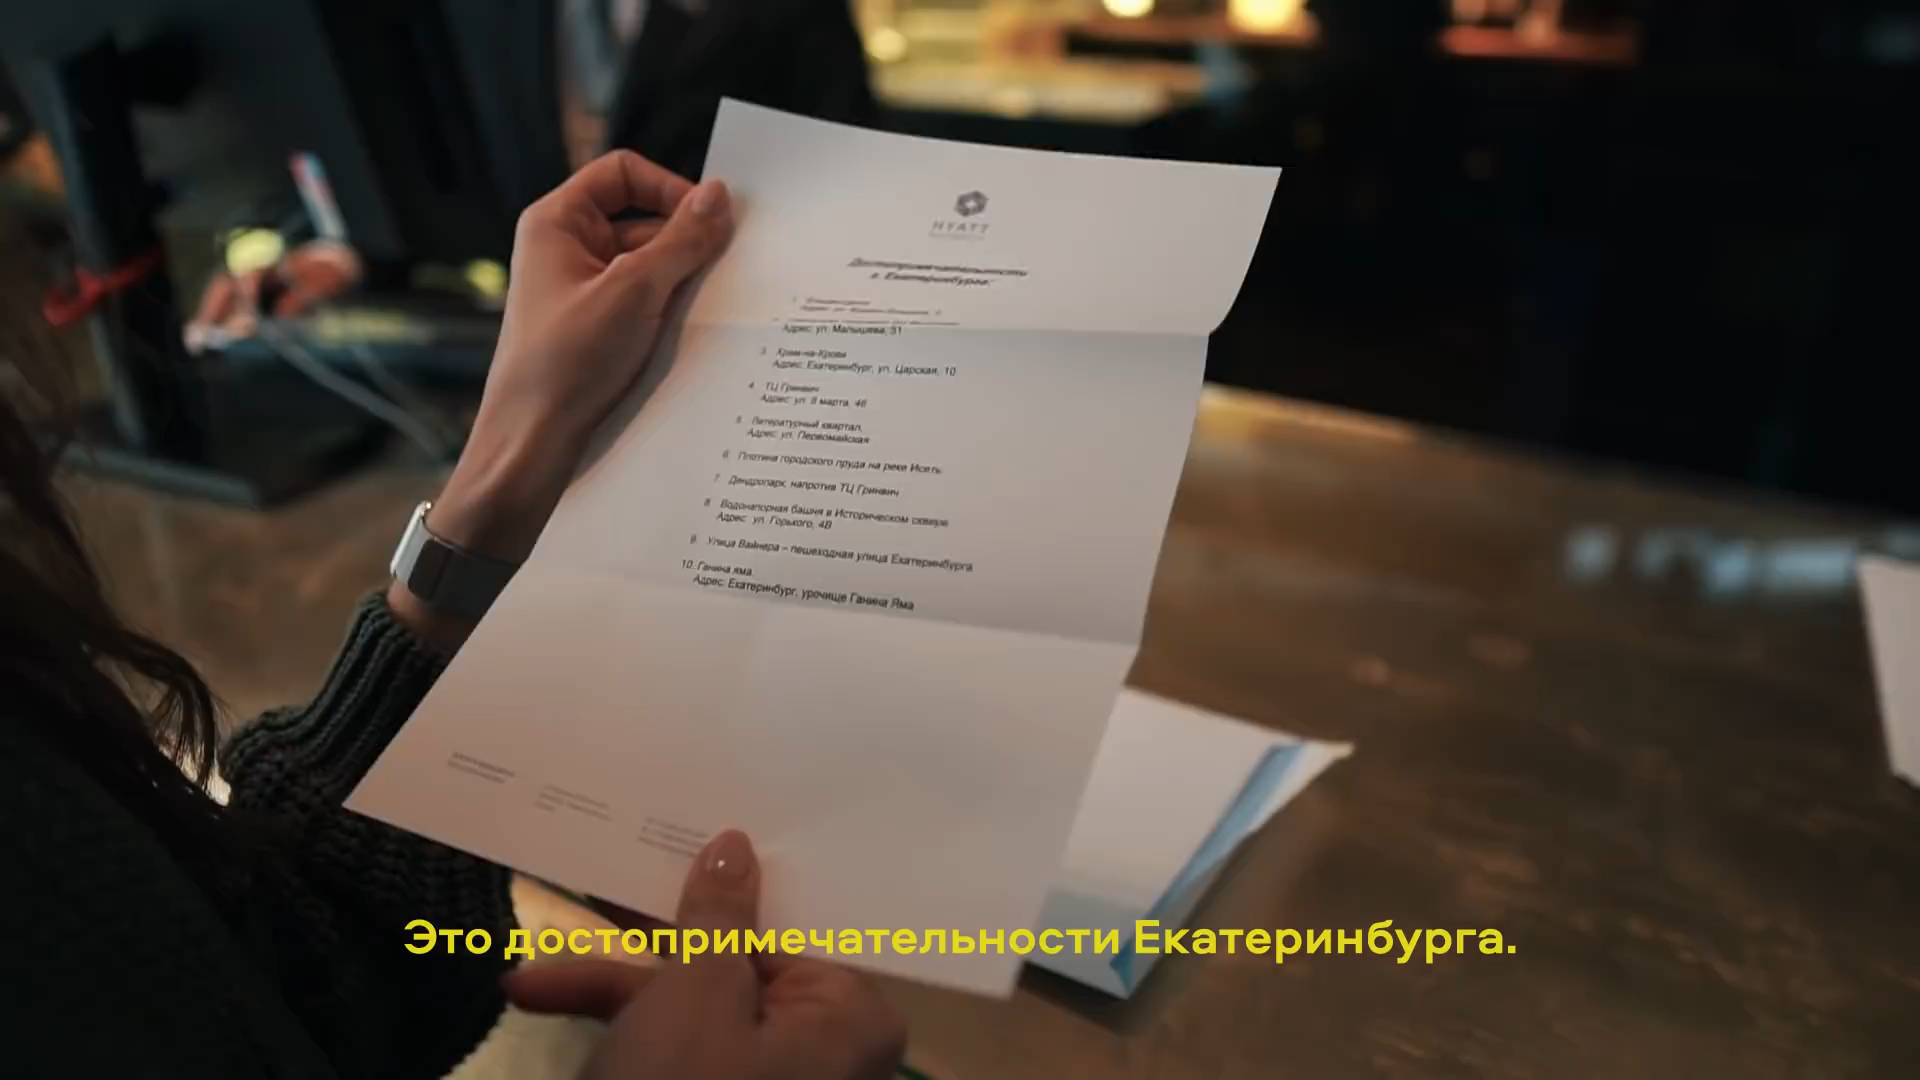 HYATT
Достопримечательности
г. Екатеринбурга:
Адрес: ул. Малышева, 51
3. Храм-на-Крови
Адрес: Екатеринбург, ул. Царская, 10
4. ТЦ Гринвич
Адрес: ул. 8 марта, 46
5. Литературный квартал,
Адрес: ул. Первомайская
6. Плотина городского пруда на реке Исеть.
7. Дендропарк, напротив ТЦ Гринвич
8. Водонапорная башня в Историческом сквере
Адрес: ул. Горького, 4В
9. Улица Вайнера – пешеходная улица Екатеринбурга
10. Ганина яма.
Адрес: Екатеринбург, урочище Ганина Яма
Это достопримечательности Екатеринбурга.